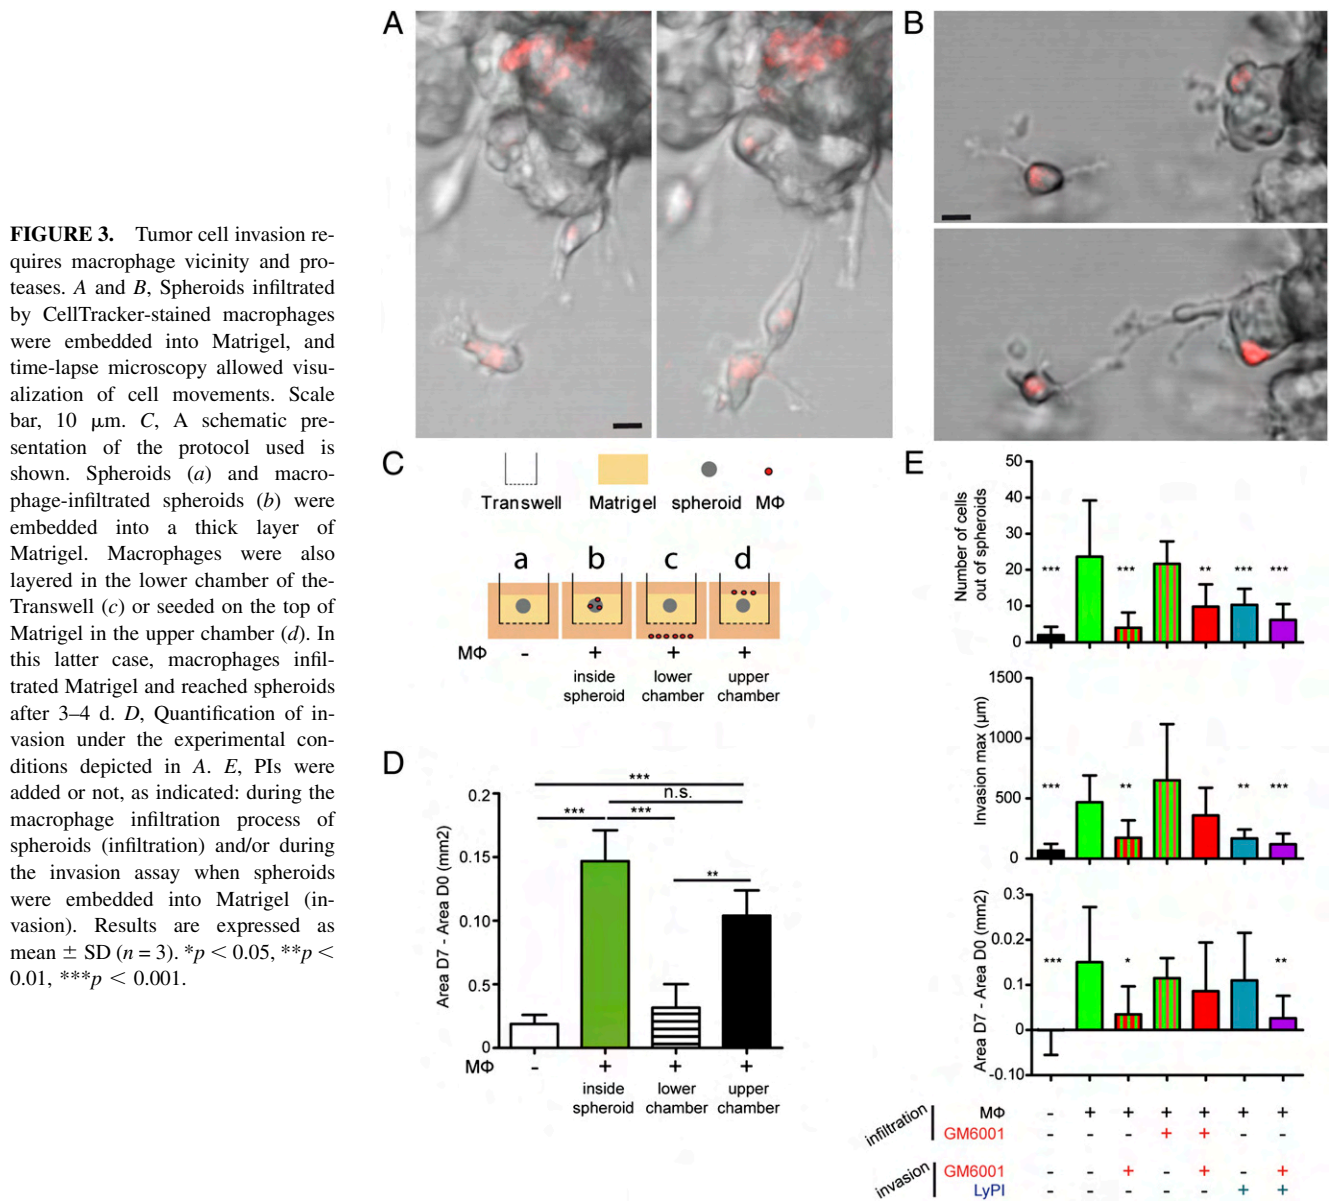 FIGURE 3. Tumor cell invasion re-
quires macrophage vicinity and pro-
teases. A and B, Spheroids infiltrated
by CellTracker-stained macrophages
were embedded into Matrigel, and
time-lapse microscopy allowed visu-
alization of cell movements. Scale
bar, 10 μm. C, A schematic pre-
sentation of the protocol used is
shown. Spheroids (a) and macro-
phage-infiltrated spheroids (b) were
embedded into a thick layer of
Matrigel. Macrophages were also
layered in the lower chamber of the-
Transwell (c) or seeded on the top of
Matrigel in the upper chamber (d). In
this latter case, macrophages infil-
trated Matrigel and reached spheroids
after 3–4 d. D, Quantification of in-
vasion under the experimental con-
ditions depicted in A. E, PIs were
added or not, as indicated: during the
macrophage infiltration process of
spheroids (infiltration) and/or during
the invasion assay when spheroids
were embedded into Matrigel (in-
vasion). Results are expressed as
mean ± SD (n = 3). *p < 0.05, **p <
0.01, ***p < 0.001.
A
B
C
Transwell Matrigel spheroid MΦ
a b c d
MΦ - + + +
inside spheroid
lower chamber
upper chamber
D
Area D7 - Area D0 (mm2)
0.2
0.15
0.10
0.5
0
***
n.s.
*** ***
**
MΦ - + + +
inside spheroid
lower chamber
upper chamber
E
Number of cells
out of spheroids
50
40
30
20
10
0
*** *** ** *** ***
Invasion max (μm)
1500
1000
500
0
*** ** ** ***
Area D7 - Area D0 (mm2)
0.3
0.02
0.1
0
-0.10
*** * **
infiltration
MΦ - + + + + + +
GM6001 - - - + + - -
invasion
GM6001 - - + - + - +
LyPI - - - - - + +